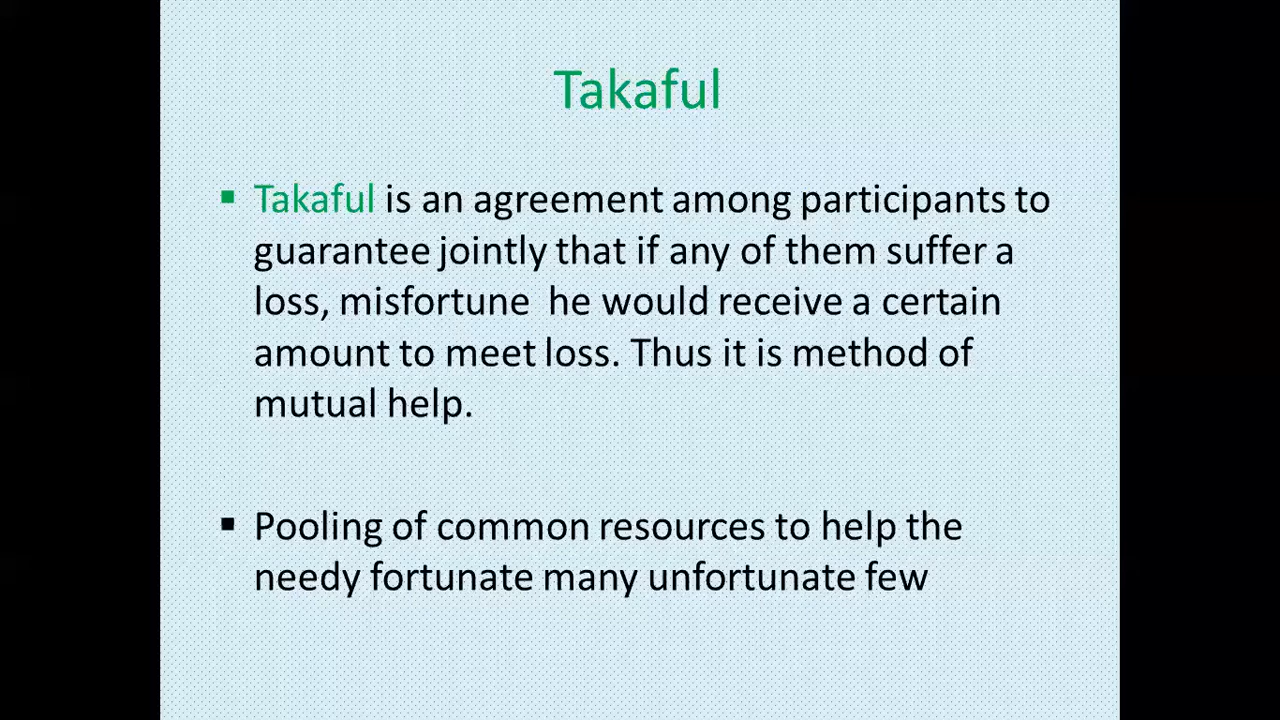 Takaful
▪ Takaful is an agreement among participants to
guarantee jointly that if any of them suffer a
loss, misfortune  he would receive a certain
amount to meet loss. Thus it is method of
mutual help.
▪ Pooling of common resources to help the
needy fortunate many unfortunate few